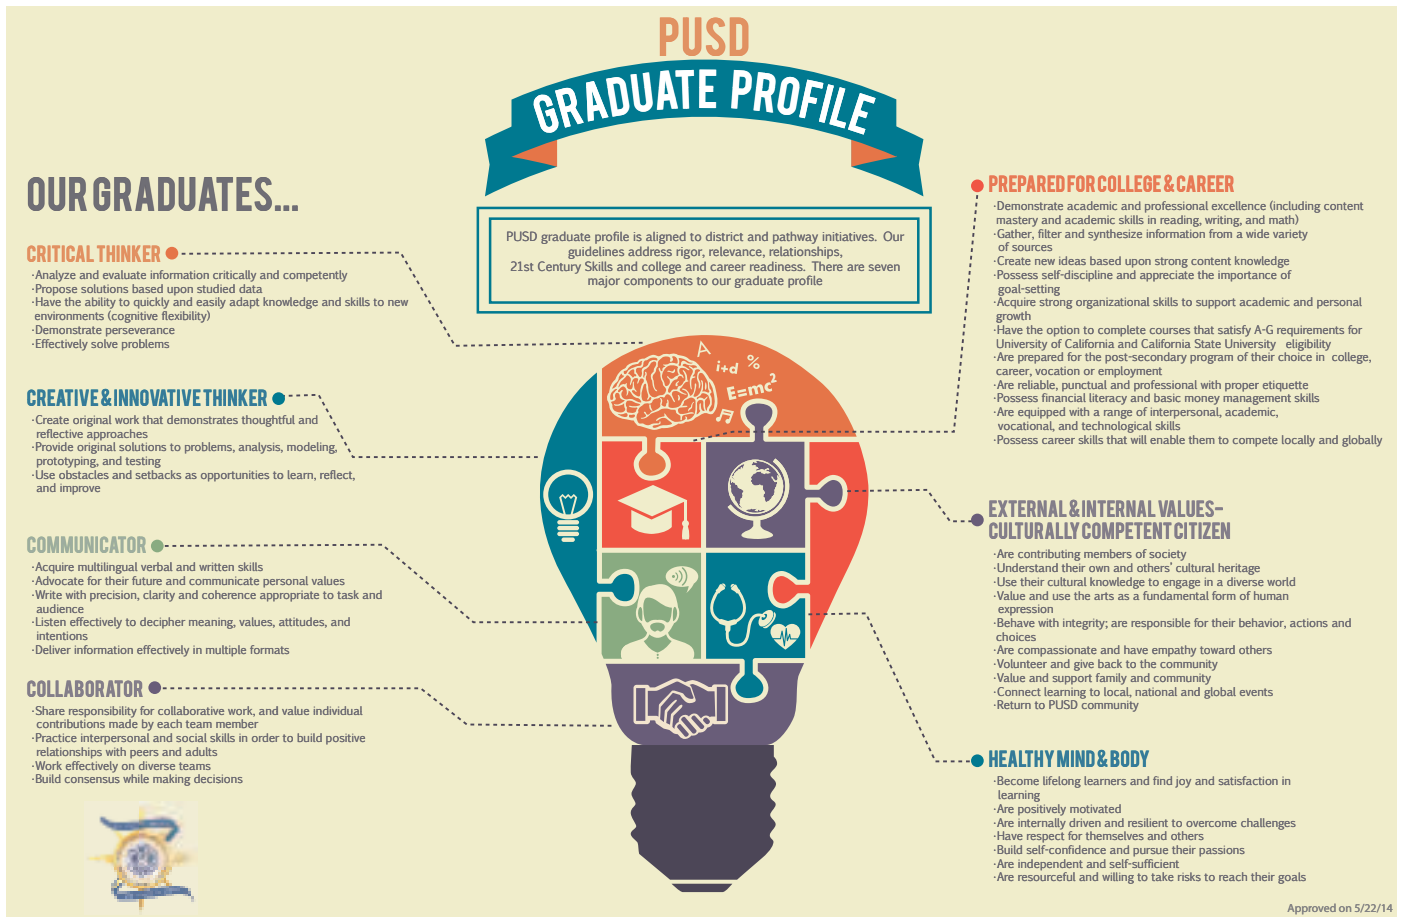 PUSD
GRADUATE PROFILE
PUSD graduate profile is aligned to district and pathway initiatives. Our
guidelines address rigor, relevance, relationships,
21st Century Skills and college and career readiness. There are seven
major components to our graduate profile
OUR GRADUATES...
CRITICAL THINKER
·Analyze and evaluate information critically and competently
·Propose solutions based upon studied data
·Have the ability to quickly and easily adapt knowledge and skills to new
environments (cognitive flexibility)
·Demonstrate perseverance
·Effectively solve problems
CREATIVE & INNOVATIVE THINKER
·Create original work that demonstrates thoughtful and
reflective approaches
·Provide original solutions to problems, analysis, modeling,
prototyping, and testing
·Use obstacles and setbacks as opportunities to learn, reflect,
and improve
COMMUNICATOR
·Acquire multilingual verbal and written skills
·Advocate for their future and communicate personal values
·Write with precision, clarity and coherence appropriate to task and
audience
·Listen effectively to decipher meaning, values, attitudes, and
intentions
·Deliver information effectively in multiple formats
COLLABORATOR
·Share responsibility for collaborative work, and value individual
contributions made by each team member
·Practice interpersonal and social skills in order to build positive
relationships with peers and adults
·Work effectively on diverse teams
·Build consensus while making decisions
A
i+d %
E=mc²
PREPARED FOR COLLEGE & CAREER
·Demonstrate academic and professional excellence (including content
mastery and academic skills in reading, writing, and math)
·Gather, filter and synthesize information from a wide variety
of sources
·Create new ideas based upon strong content knowledge
·Possess self-discipline and appreciate the importance of
goal-setting
·Acquire strong organizational skills to support academic and personal
growth
·Have the option to complete courses that satisfy A-G requirements for
University of California and California State University eligibility
·Are prepared for the post-secondary program of their choice in college,
career, vocation or employment
·Are reliable, punctual and professional with proper etiquette
·Possess financial literacy and basic money management skills
·Are equipped with a range of interpersonal, academic,
vocational, and technological skills
·Possess career skills that will enable them to compete locally and globally
EXTERNAL & INTERNAL VALUES-
CULTURALLY COMPETENT CITIZEN
·Are contributing members of society
·Understand their own and others' cultural heritage
·Use their cultural knowledge to engage in a diverse world
·Value and use the arts as a fundamental form of human
expression
·Behave with integrity; are responsible for their behavior, actions and
choices
·Are compassionate and have empathy toward others
·Volunteer and give back to the community
·Value and support family and community
·Connect learning to local, national and global events
·Return to PUSD community
HEALTHY MIND & BODY
·Become lifelong learners and find joy and satisfaction in
learning
·Are positively motivated
·Are internally driven and resilient to overcome challenges
·Have respect for themselves and others
·Build self-confidence and pursue their passions
·Are independent and self-sufficient
·Are resourceful and willing to take risks to reach their goals
Approved on 5/22/14